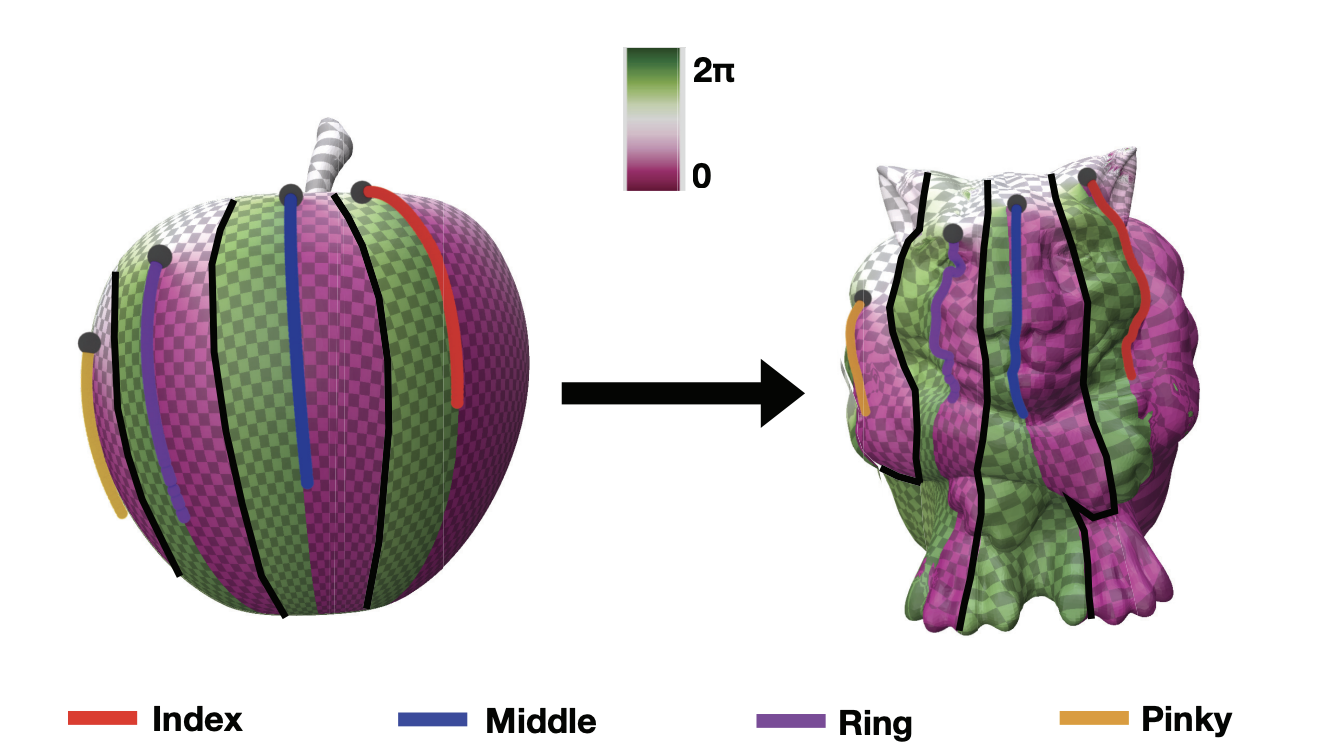 2π
0
Index
Middle
Ring
Pinky